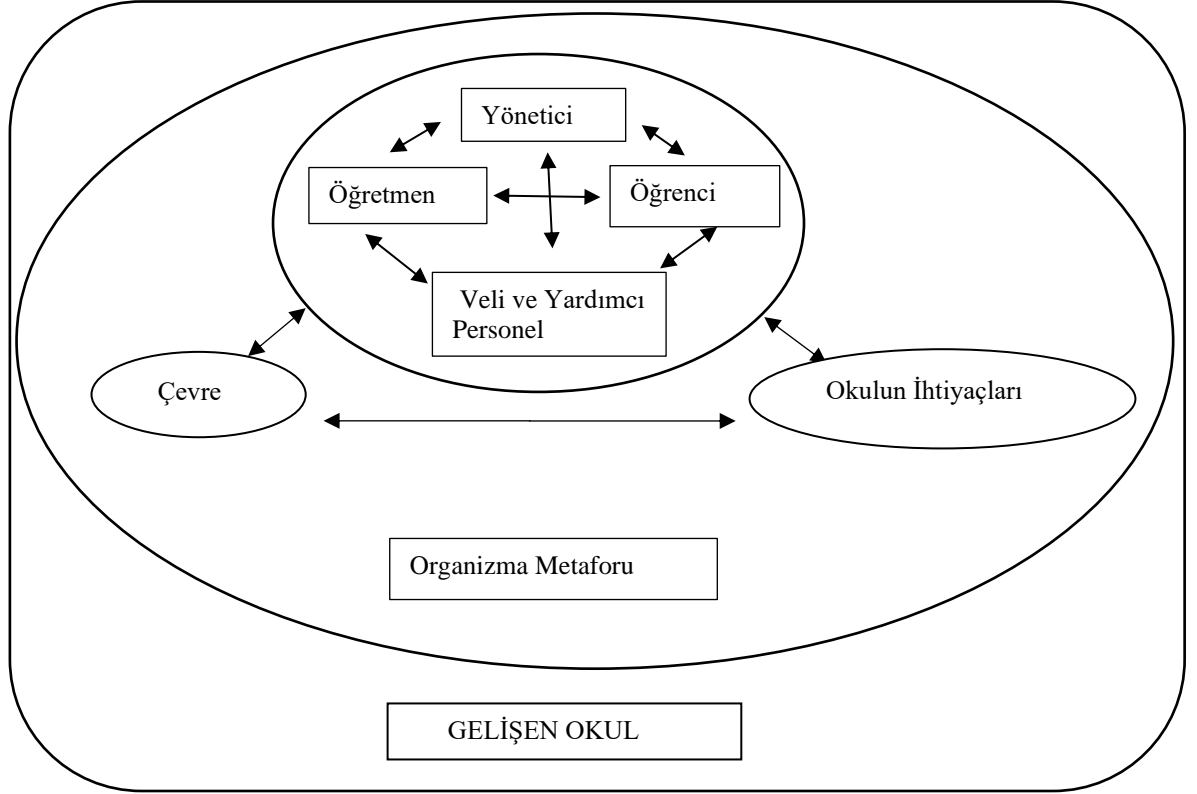 Yönetici
Öğretmen
Öğrenci
Veli ve Yardımcı
Personel
Çevre
Okulun İhtiyaçları
Organizma Metaforu
GELİŞEN OKUL